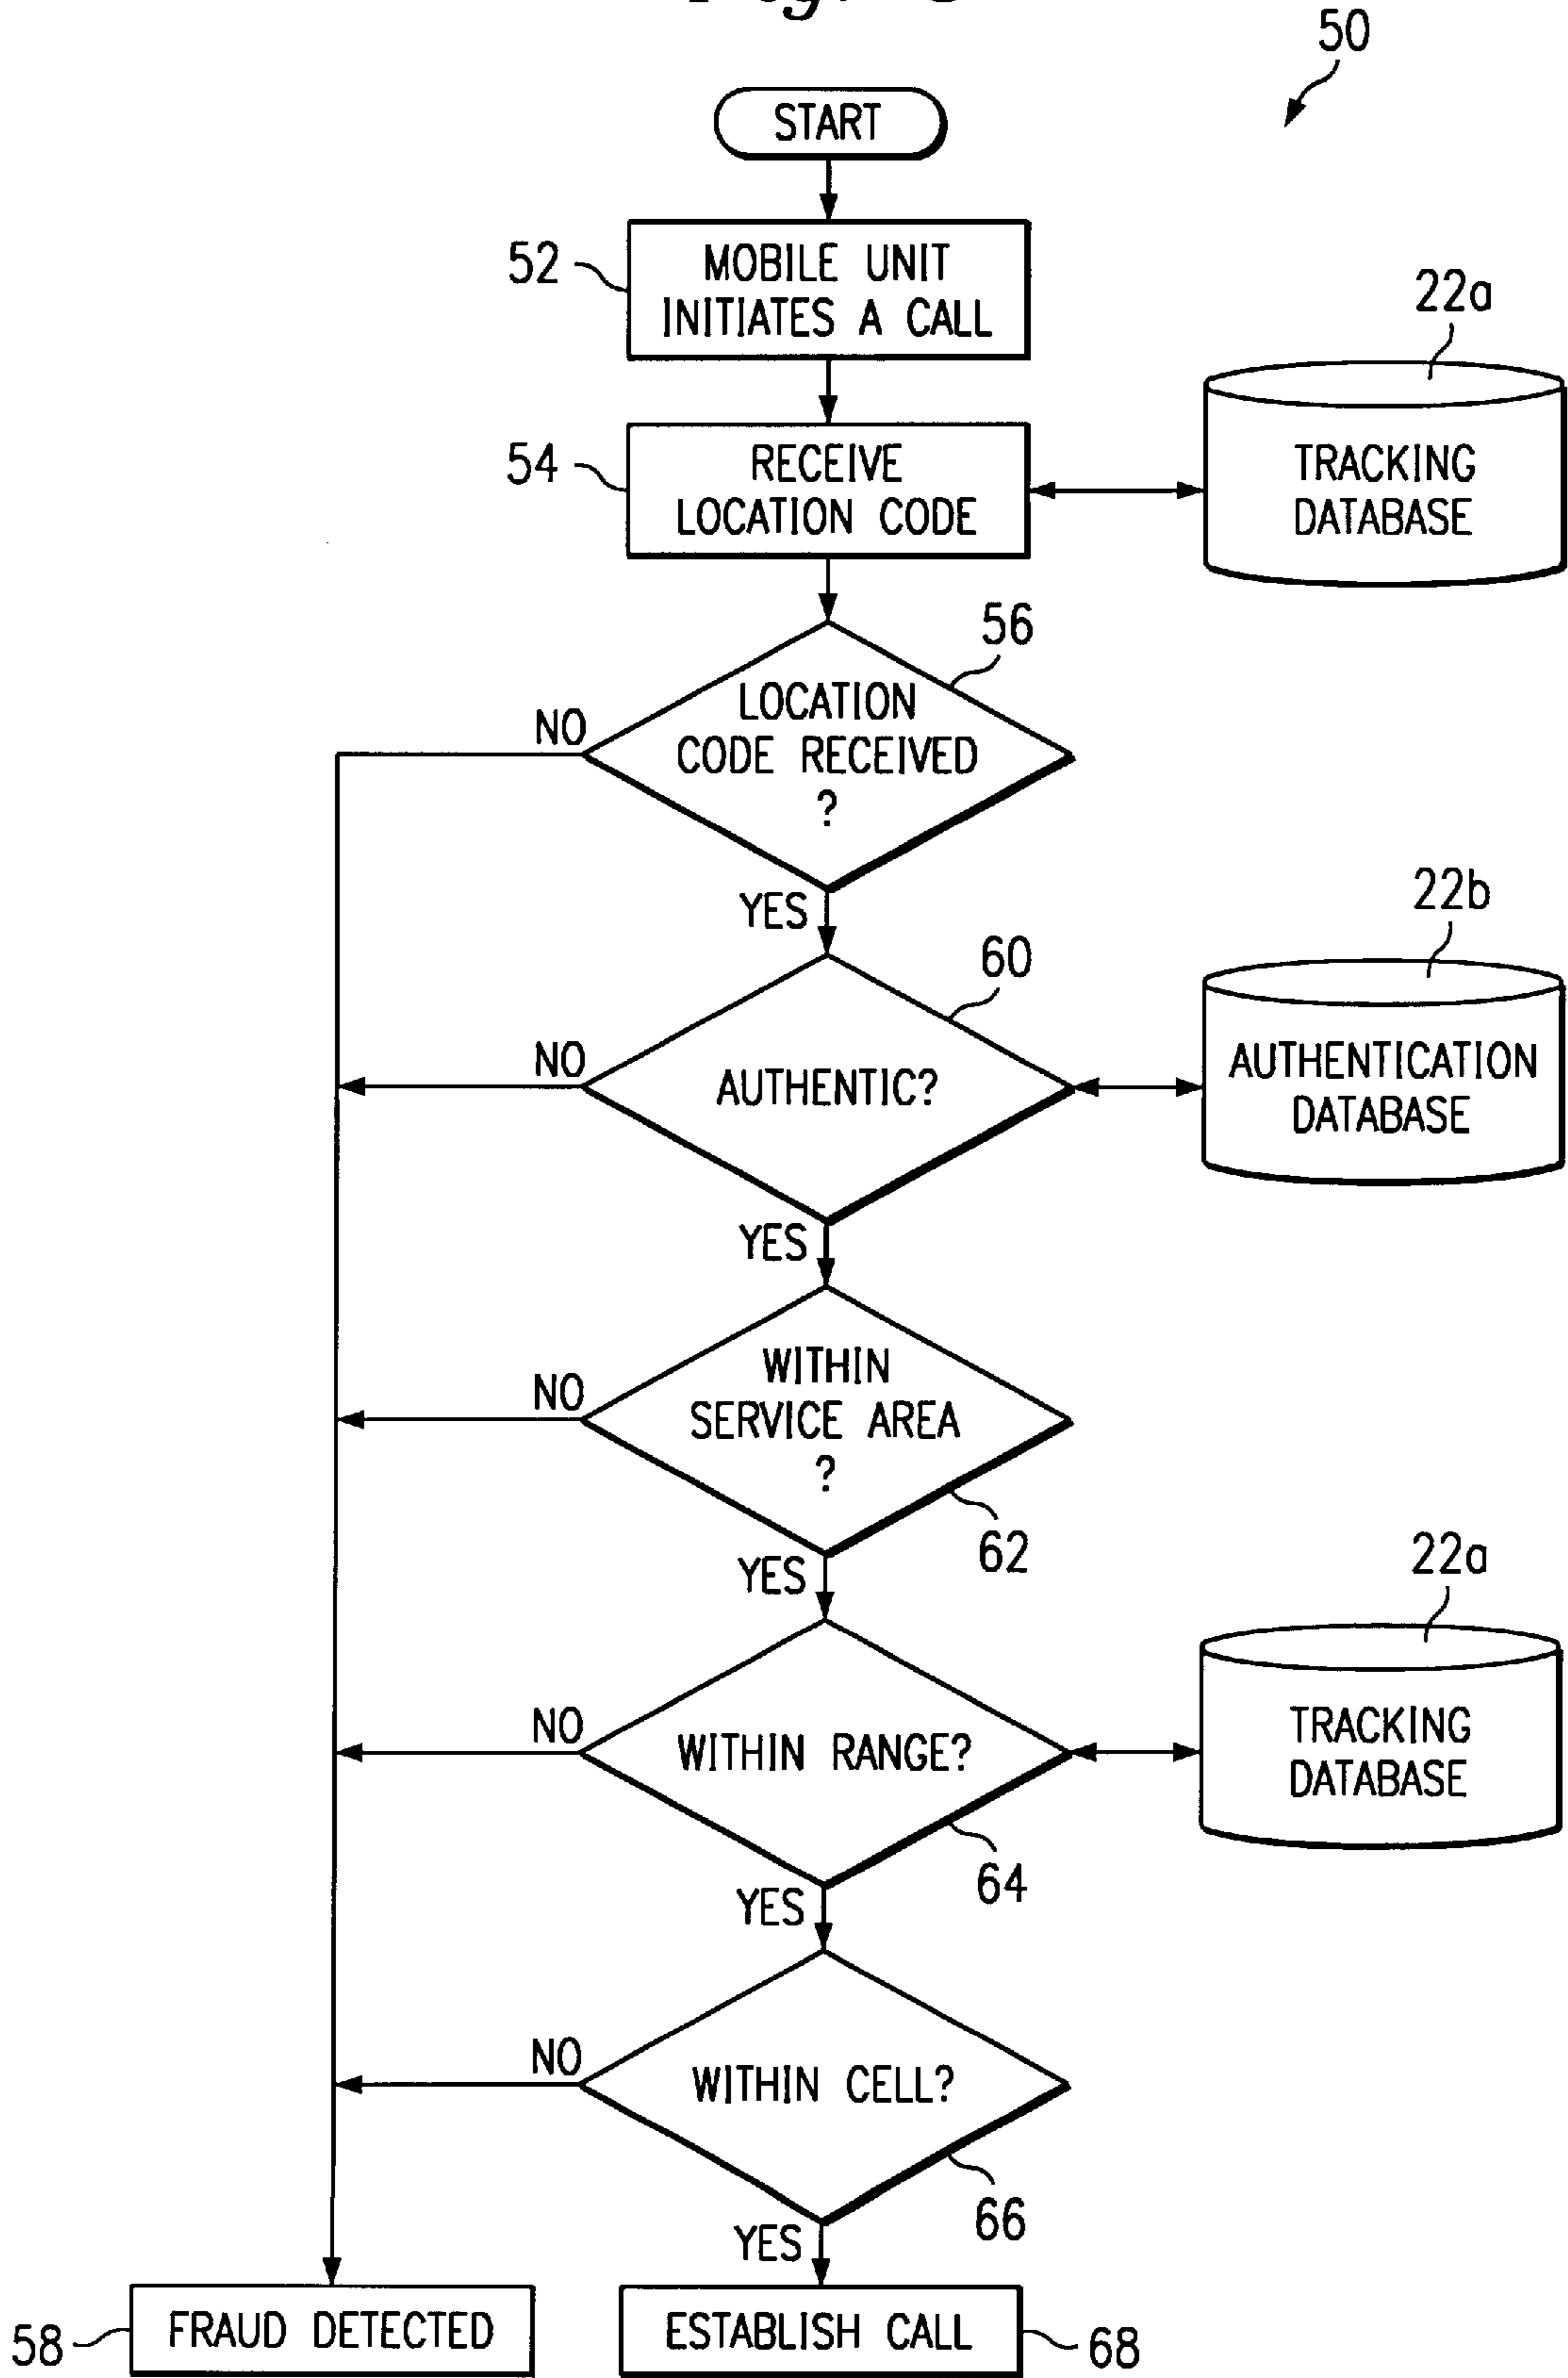 50
START
52
MOBILE UNIT
INITIATES A CALL
22a
54
RECEIVE
LOCATION CODE
TRACKING
DATABASE
56
LOCATION
CODE RECEIVED
?
NO
YES
22b
60
AUTHENTIC?
NO
AUTHENTICATION
DATABASE
YES
WITHIN
SERVICE AREA
?
NO
62
YES
22a
WITHIN RANGE?
NO
TRACKING
DATABASE
64
YES
WITHIN CELL?
NO
66
YES
58
FRAUD DETECTED
ESTABLISH CALL
68